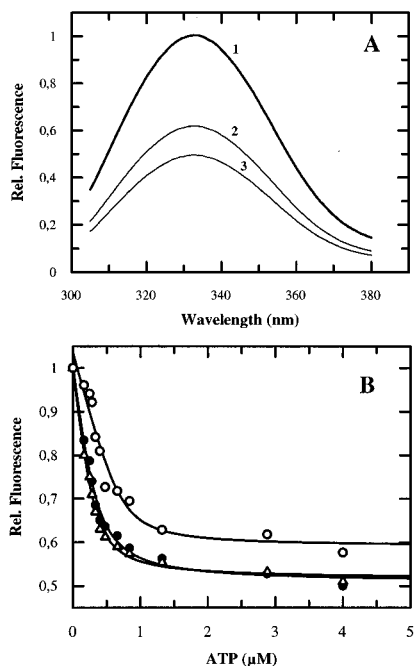 A
1
2
3
1
0,8
0,6
0,4
0,2
0
Rel. Fluorescence
300 320 340 360 380
Wavelength (nm)
B
1
0,9
0,8
0,7
0,6
0,5
Rel. Fluorescence
0 1 2 3 4 5
ATP (µM)